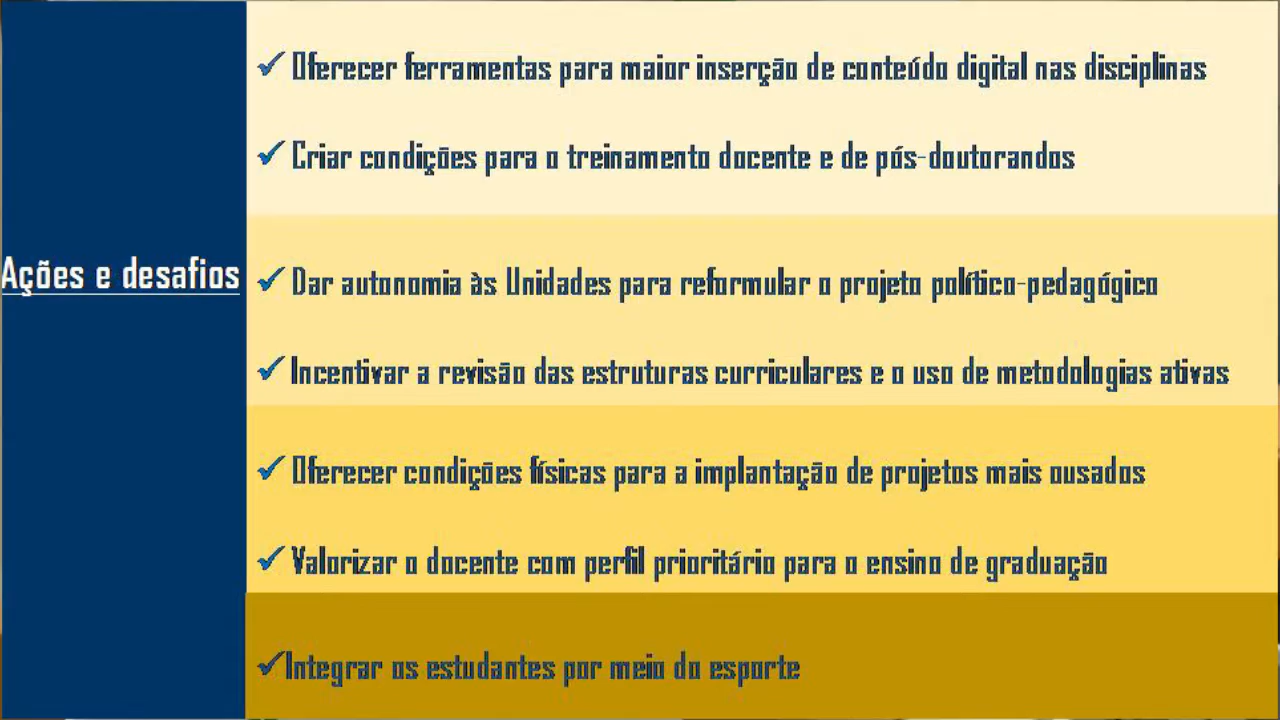 Ações e desafios
✓ Oferecer ferramentas para maior inserção de conteúdo digital nas disciplinas
✓ Criar condições para o treinamento docente e de pós-doutorandos
✓ Dar autonomia às Unidades para reformular o projeto político-pedagógico
✓ Incentivar a revisão das estruturas curriculares e o uso de metodologias ativas
✓ Oferecer condições físicas para a implantação de projetos mais ousados
✓ Valorizar o docente com perfil prioritário para o ensino de graduação
✓ Integrar os estudantes por meio do esporte